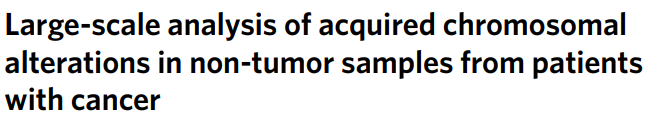 Large-scale analysis of acquired chromosomal
alterations in non-tumor samples from patients
with cancer